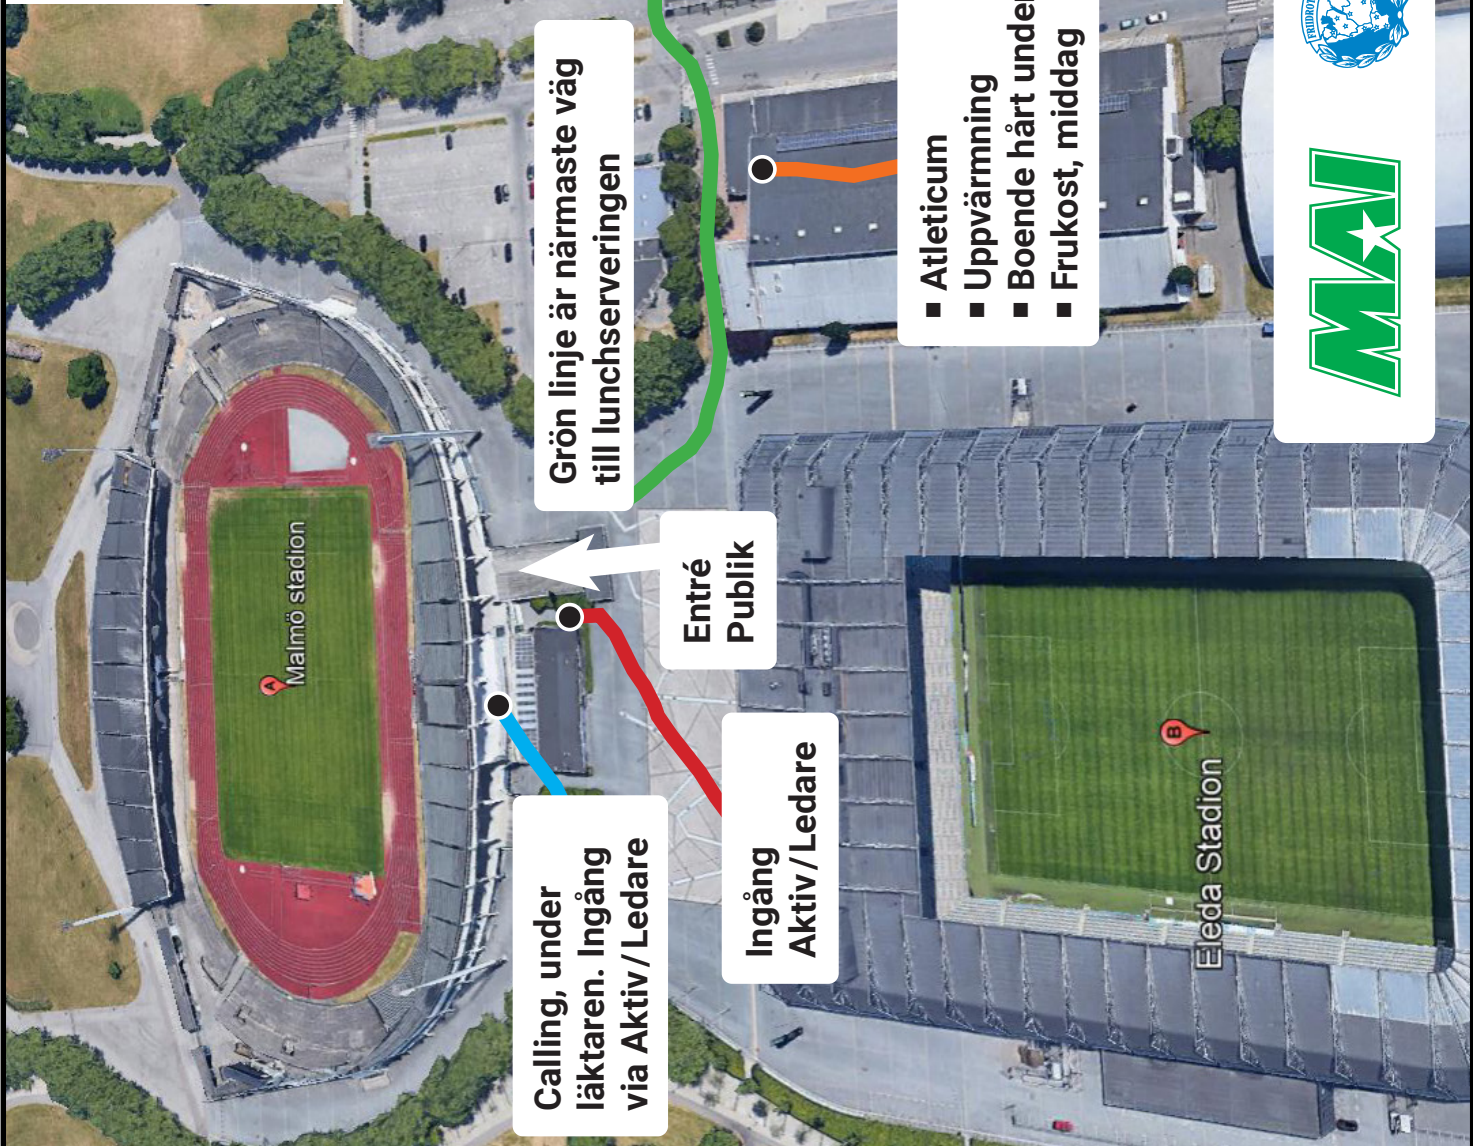 Grön linje är närmaste väg
till lunchserveringen
▪ Atleticum
▪ Uppvärmning
▪ Boende hårt under
▪ Frukost, middag
FRIIDROT
MAI
A
Malmö stadion
Entré
Publik
B
Eleda Stadion
Ingång
Aktiv/Ledare
Calling, under
läktaren. Ingång
via Aktiv/Ledare